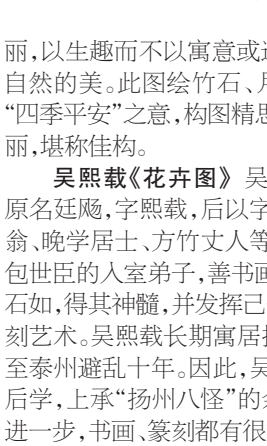 丽,以生趣而不以寓意或
自然的美。此图绘竹石、
“四季平安”之意,构图精
丽,堪称佳构。
吴熙载《花卉图》 吴
原名廷飏,字熙载,后以字
翁、晚学居士、方竹丈人等
包世臣的入室弟子,善书画
石如,得其神髓,并发挥己
刻艺术。吴熙载长期寓居
至泰州避乱十年。因此,吴
后学,上承“扬州八怪”的
进一步,书画、篆刻都有很